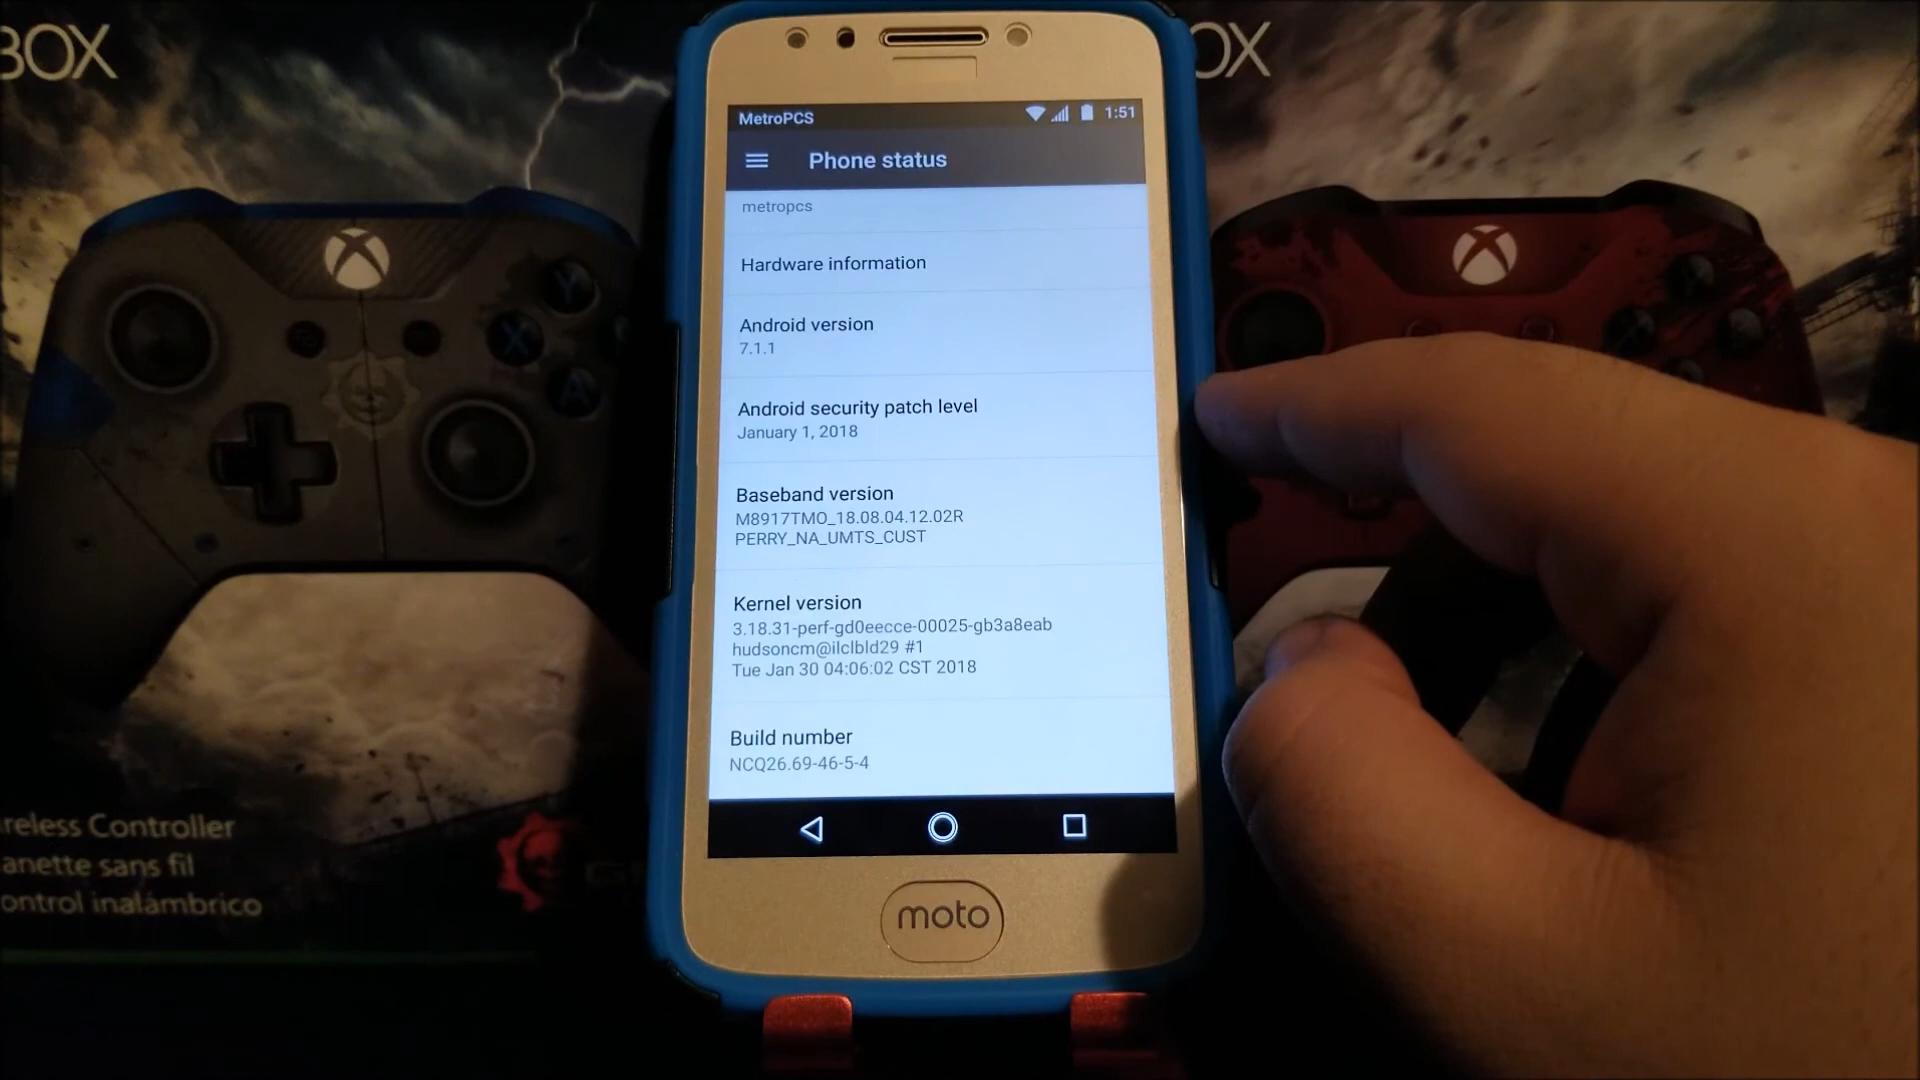 BOX
OX
MetroPCS
1:51
Phone status
metropcs
Hardware information
Android version
7.1.1
Android security patch level
January 1, 2018
Baseband version
M8917TMO_18.08.04.12.02R
PERRY_NA_UMTS_CUST
Kernel version
3.18.31-perf-gd0eecce-00025-gb3a8eab
hudsoncm@ilclbld29 #1
Tue Jan 30 04:06:02 CST 2018
Build number
NCQ26.69-46-5-4
moto
Y
X
A
reless Controller
anette sans fil
ontrol inalámbrico